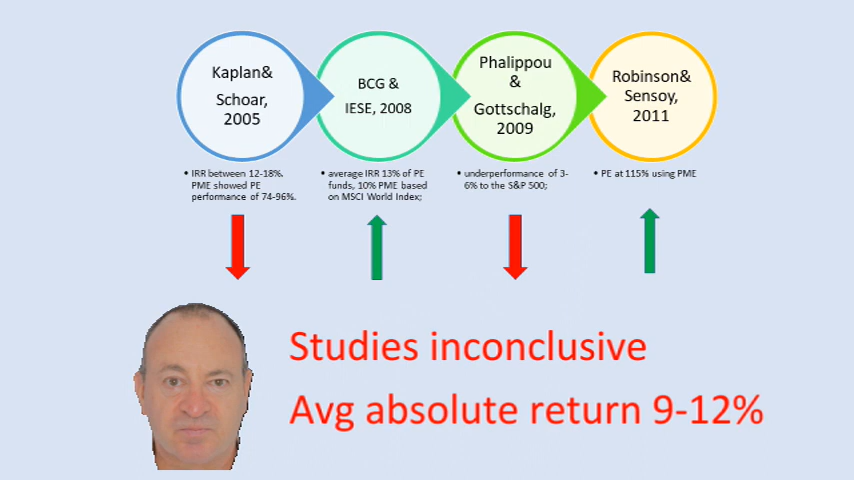 Kaplan&
Schoar,
2005
BCG &
IESE, 2008
Phalippou
&
Gottschalg,
2009
Robinson&
Sensoy,
2011
• IRR between 12-18%.
PME showed PE
performance of 74-96%.
• average IRR 13% of PE
funds, 10% PME based
on MSCI World Index;
• underperformance of 3-
6% to the S&P 500;
• PE at 115% using PME
Studies inconclusive
Avg absolute return 9-12%